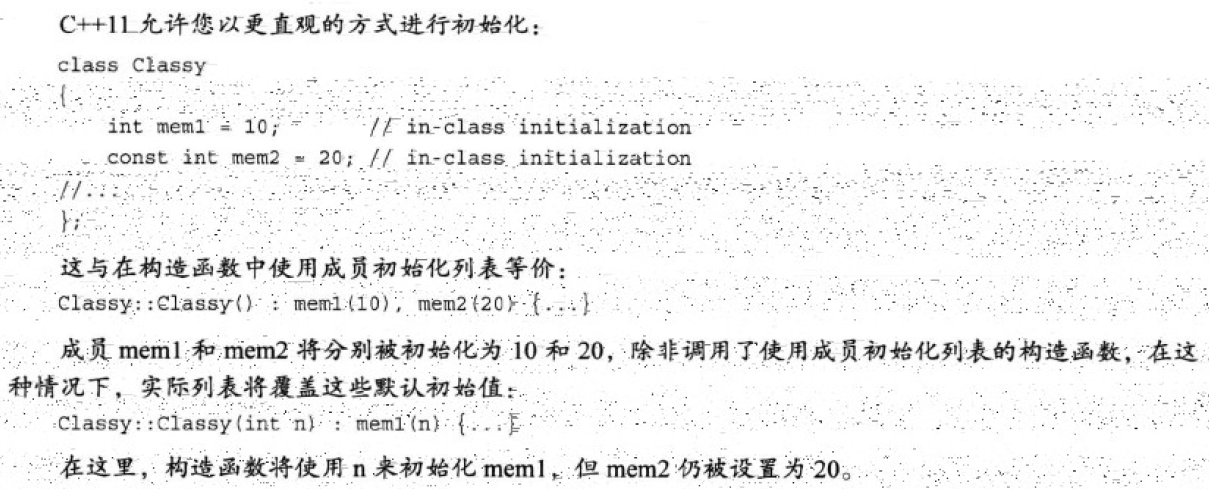 C++11 允许您以更直观的方式进行初始化：
class Classy
{
int mem1 = 10; // in-class initialization
const int mem2 = 20; // in-class initialization
//...
};
这与在构造函数中使用成员初始化列表等价：
Classy::Classy() : mem1(10), mem2(20) {...}
成员 mem1 和 mem2 将分别被初始化为 10 和 20，除非调用了使用成员初始化列表的构造函数，在这
种情况下，实际列表将覆盖这些默认初始值：
Classy::Classy(int n) : mem1(n) {...}
在这里，构造函数将使用 n 来初始化 mem1，但 mem2 仍被设置为 20。